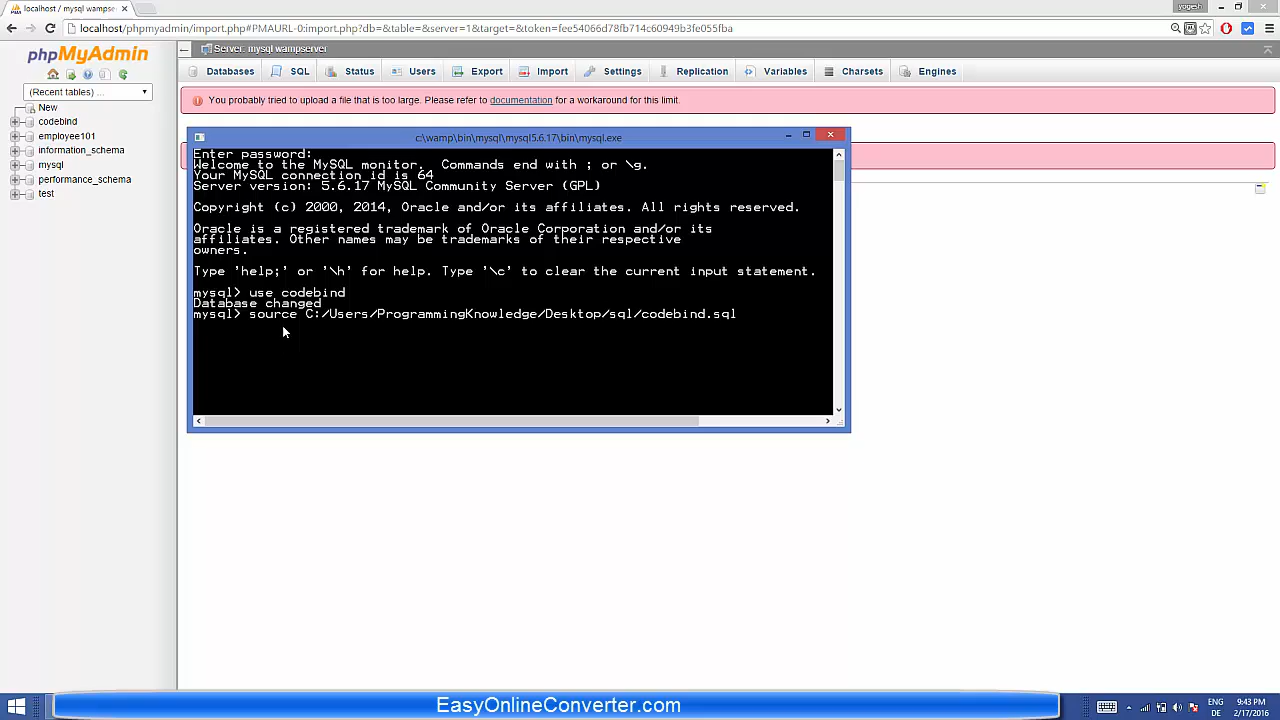 localhost / mysql wampser
yogesh
localhost/phpmyadmin/import.php#PMAURL-0:import.php?db=&table=&server=1&target=&token=fee54066d78fb714c60949b3fe055fba
phpMyAdmin
(Recent tables) ...
New
codebind
employee101
information_schema
mysql
performance_schema
test
Server: mysql wampserver
Databases
SQL
Status
Users
Export
Import
Settings
Replication
Variables
Charsets
Engines
You probably tried to upload a file that is too large. Please refer to documentation for a workaround for this limit.
c:\wamp\bin\mysql\mysql5.6.17\bin\mysql.exe
Enter password:
Welcome to the MySQL monitor.  Commands end with ; or \g.
Your MySQL connection id is 64
Server version: 5.6.17 MySQL Community Server (GPL)
Copyright (c) 2000, 2014, Oracle and/or its affiliates. All rights reserved.
Oracle is a registered trademark of Oracle Corporation and/or its
affiliates. Other names may be trademarks of their respective
owners.
Type 'help;' or '\h' for help. Type '\c' to clear the current input statement.
mysql> use codebind
Database changed
mysql> source C:/Users/ProgrammingKnowledge/Desktop/sql/codebind.sql
EasyOnlineConverter.com
ENG
DE
9:43 PM
2/17/2016